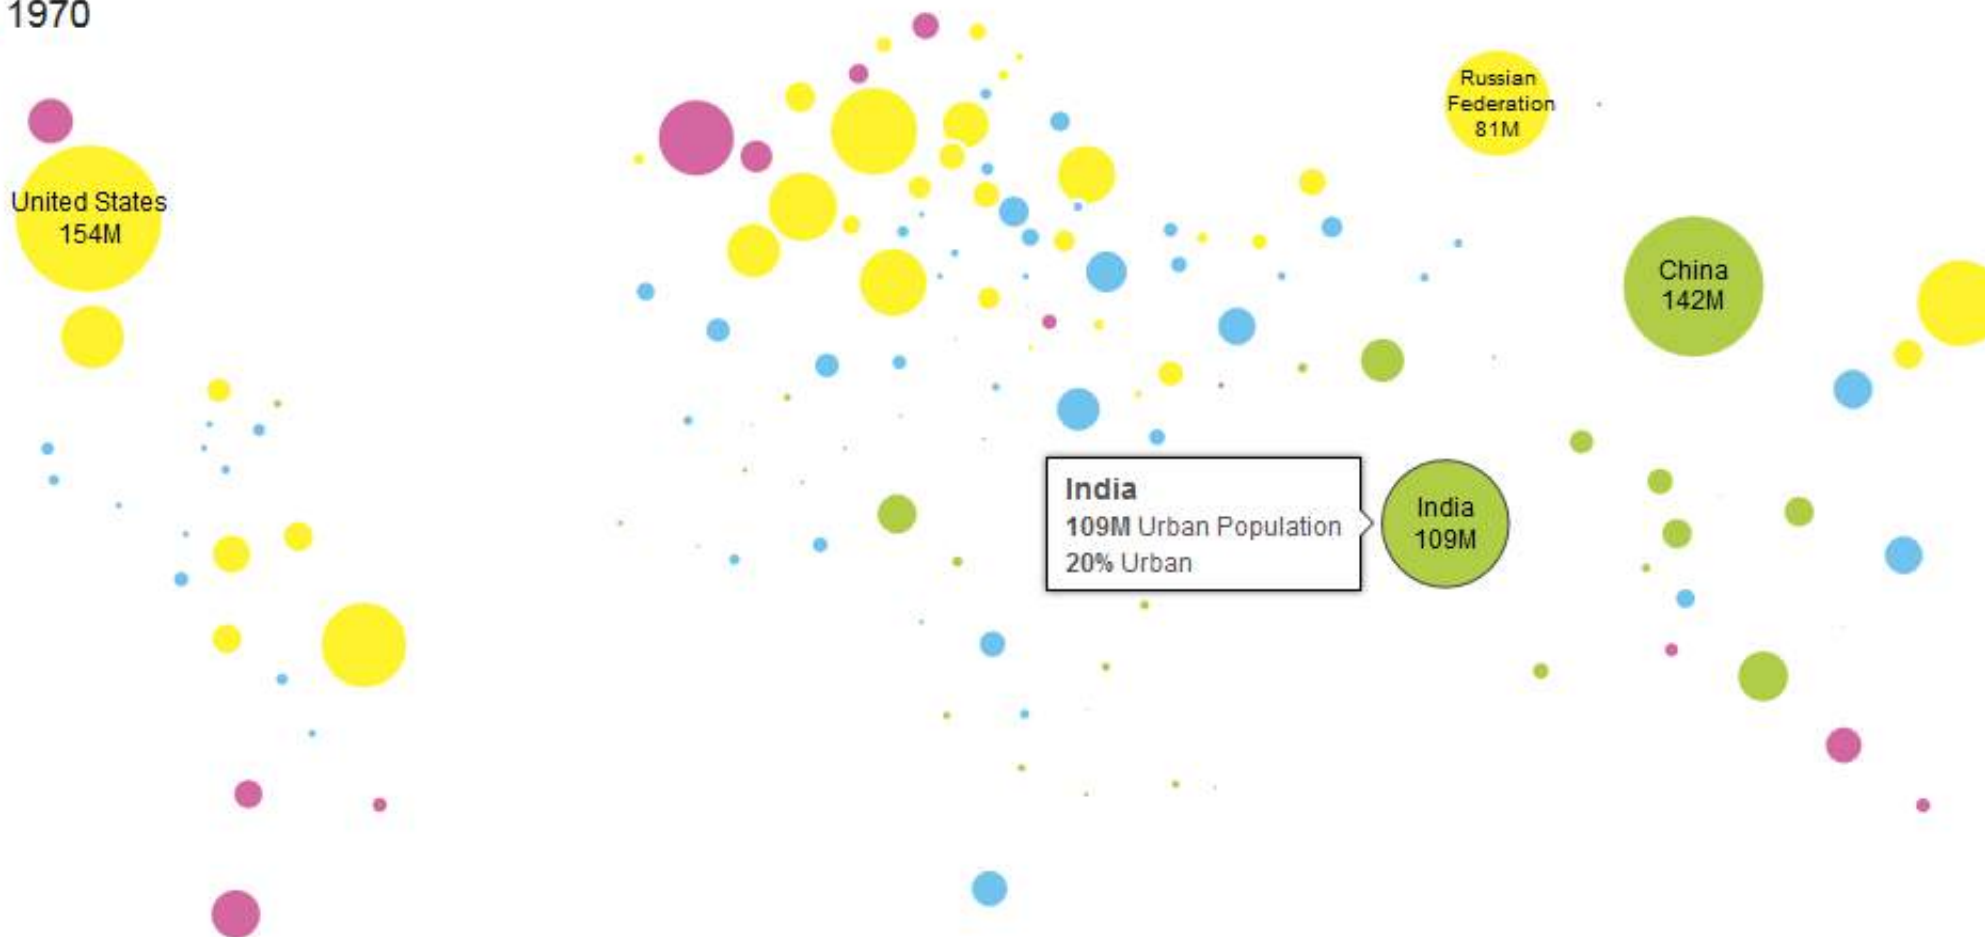 1970
Russian
Federation
81M
United States
154M
China
142M
India
109M Urban Population
20% Urban
India
109M